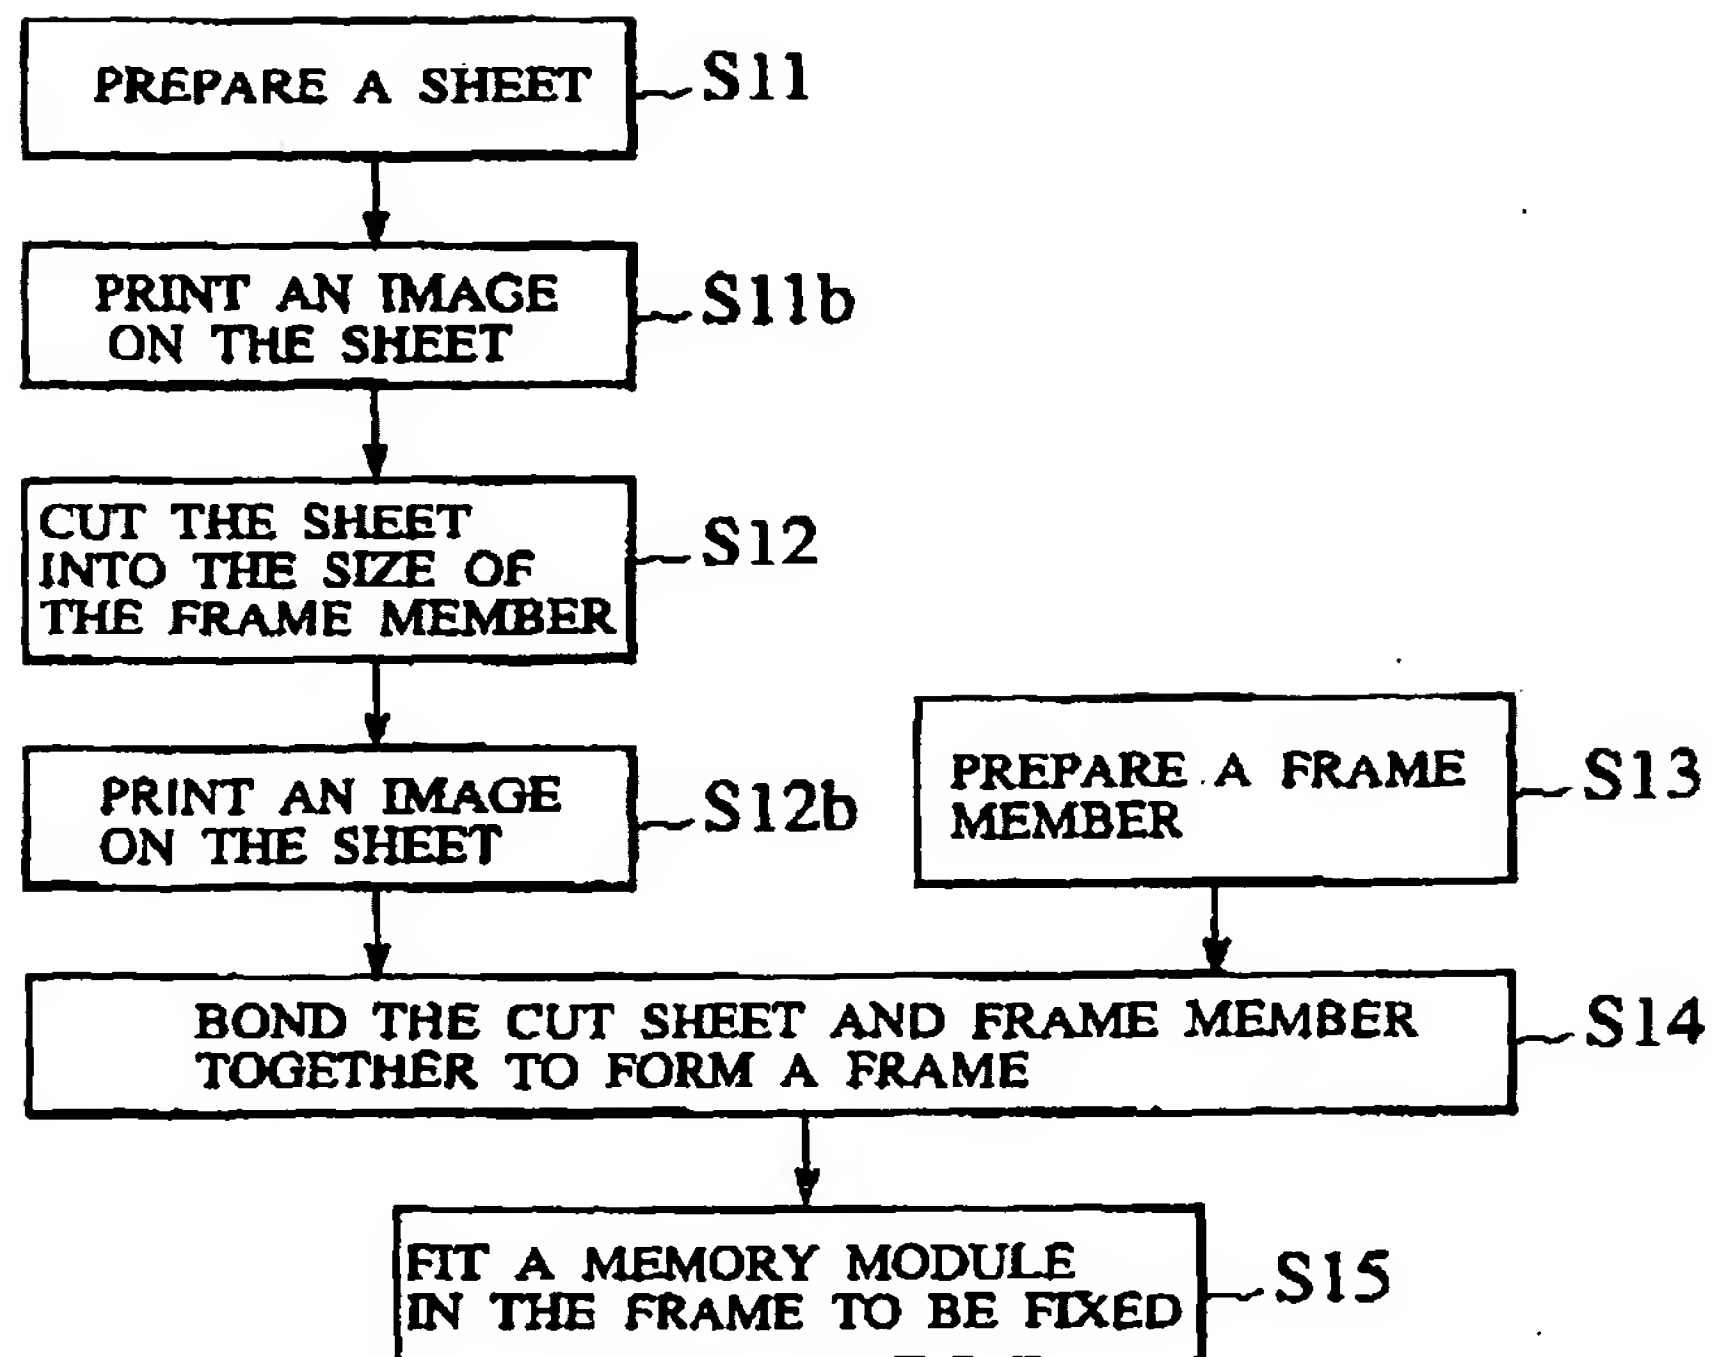 PREPARE A SHEET
S11
PRINT AN IMAGE
ON THE SHEET
S11b
CUT THE SHEET
INTO THE SIZE OF
THE FRAME MEMBER
S12
PRINT AN IMAGE
ON THE SHEET
S12b
PREPARE A FRAME
MEMBER
S13
BOND THE CUT SHEET AND FRAME MEMBER
TOGETHER TO FORM A FRAME
S14
FIT A MEMORY MODULE
IN THE FRAME TO BE FIXED
S15